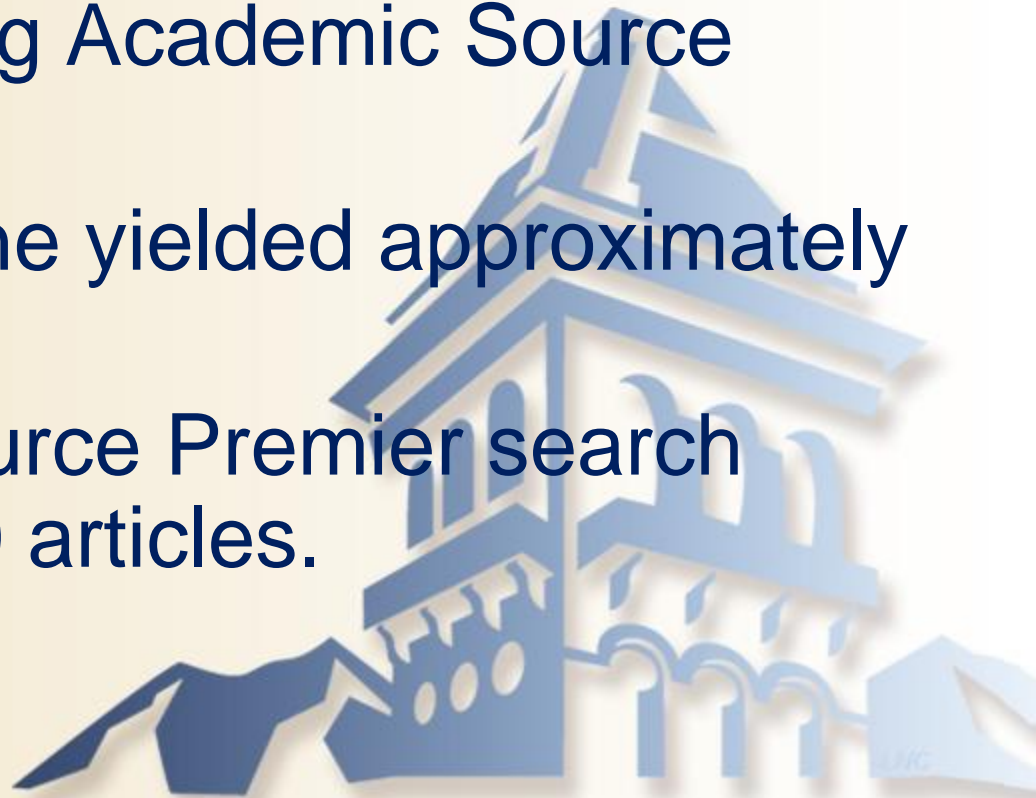 g Academic Source
ne yielded approximately
urce Premier search
articles.